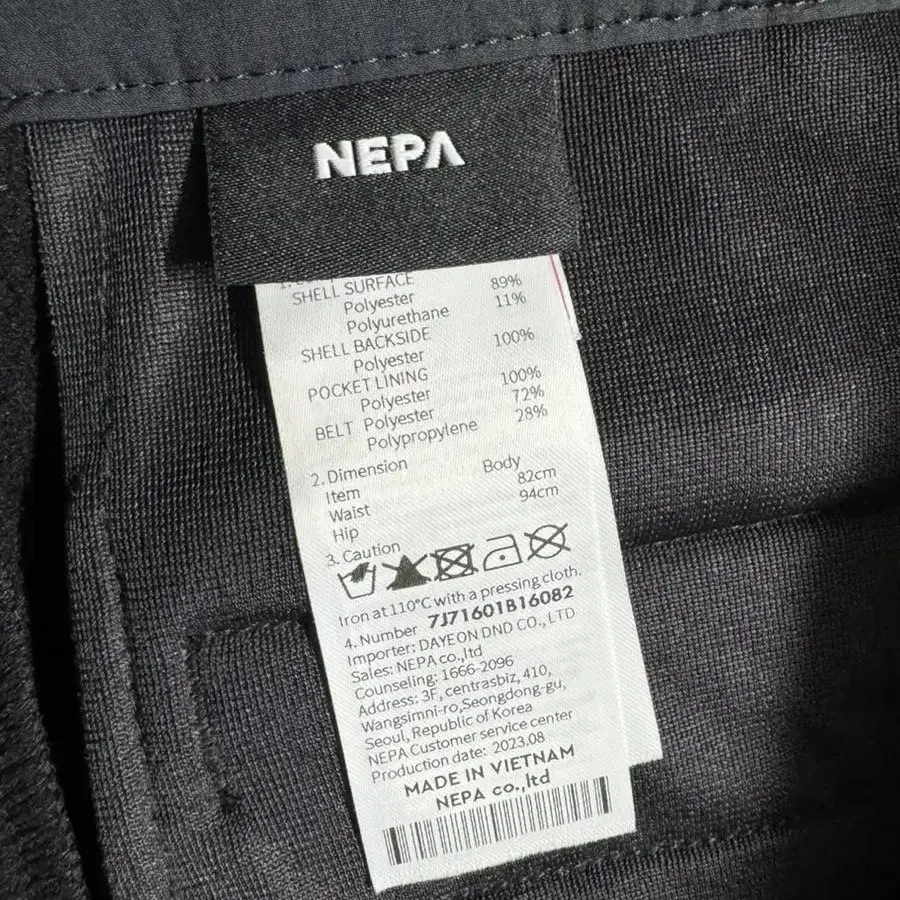 NEPA
SHELL SURFACE
Polyester 89%
Polyurethane 11%
SHELL BACKSIDE
Polyester 100%
POCKET LINING
Polyester 100%
BELT Polyester 72%
Polypropylene 28%
2. Dimension
Item Body
Waist 82cm
Hip 94cm
3. Caution
Iron at 110°C with a pressing cloth.
4. Number 7J71601B16082
Importer: DAYEON DND CO., LTD
Sales: NEPA co.,ltd
Counseling: 1666-2096
Address: 3F, centrasbiz, 410,
Wangsimni-ro,Seongdong-gu,
Seoul, Republic of Korea
NEPA Customer service center
Production date: 2023.08
MADE IN VIETNAM
NEPA co.,ltd